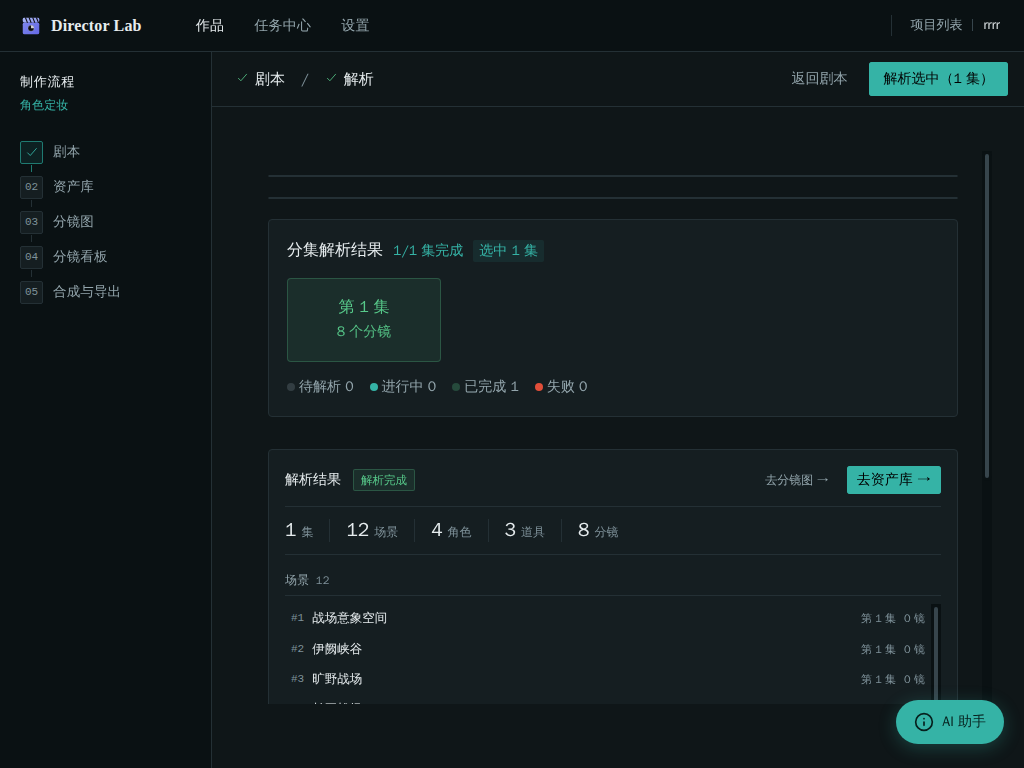 Director Lab 作品 任务中心 设置 项目列表 rrrr
制作流程
角色定妆
剧本
02 资产库
03 分镜图
04 分镜看板
05 合成与导出
剧本 / 解析 返回剧本 解析选中（1 集）
分集解析结果 1/1 集完成 选中 1 集
第 1 集
8 个分镜
待解析 0 进行中 0 已完成 1 失败 0
解析结果 解析完成 去分镜图 → 去资产库 →
1 集 12 场景 4 角色 3 道具 8 分镜
场景 12
#1 战场意象空间 第 1 集 0 镜
#2 伊阙峡谷 第 1 集 0 镜
#3 旷野战场 第 1 集 0 镜
AI 助手